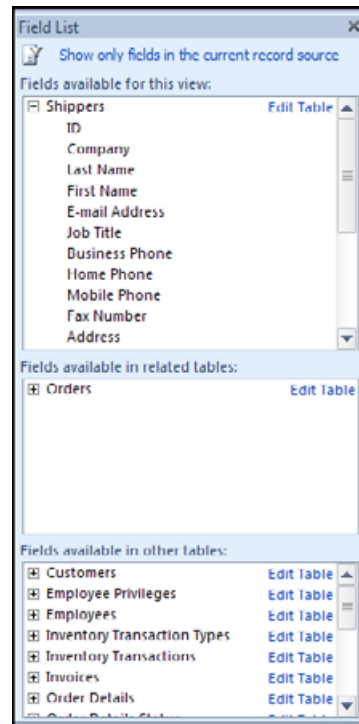 Field List
Show only fields in the current record source
Fields available for this view:
Shippers Edit Table
ID
Company
Last Name
First Name
E-mail Address
Job Title
Business Phone
Home Phone
Mobile Phone
Fax Number
Address
Fields available in related tables:
Orders Edit Table
Fields available in other tables:
Customers Edit Table
Employee Privileges Edit Table
Employees Edit Table
Inventory Transaction Types Edit Table
Inventory Transactions Edit Table
Invoices Edit Table
Order Details Edit Table
Order Details Status